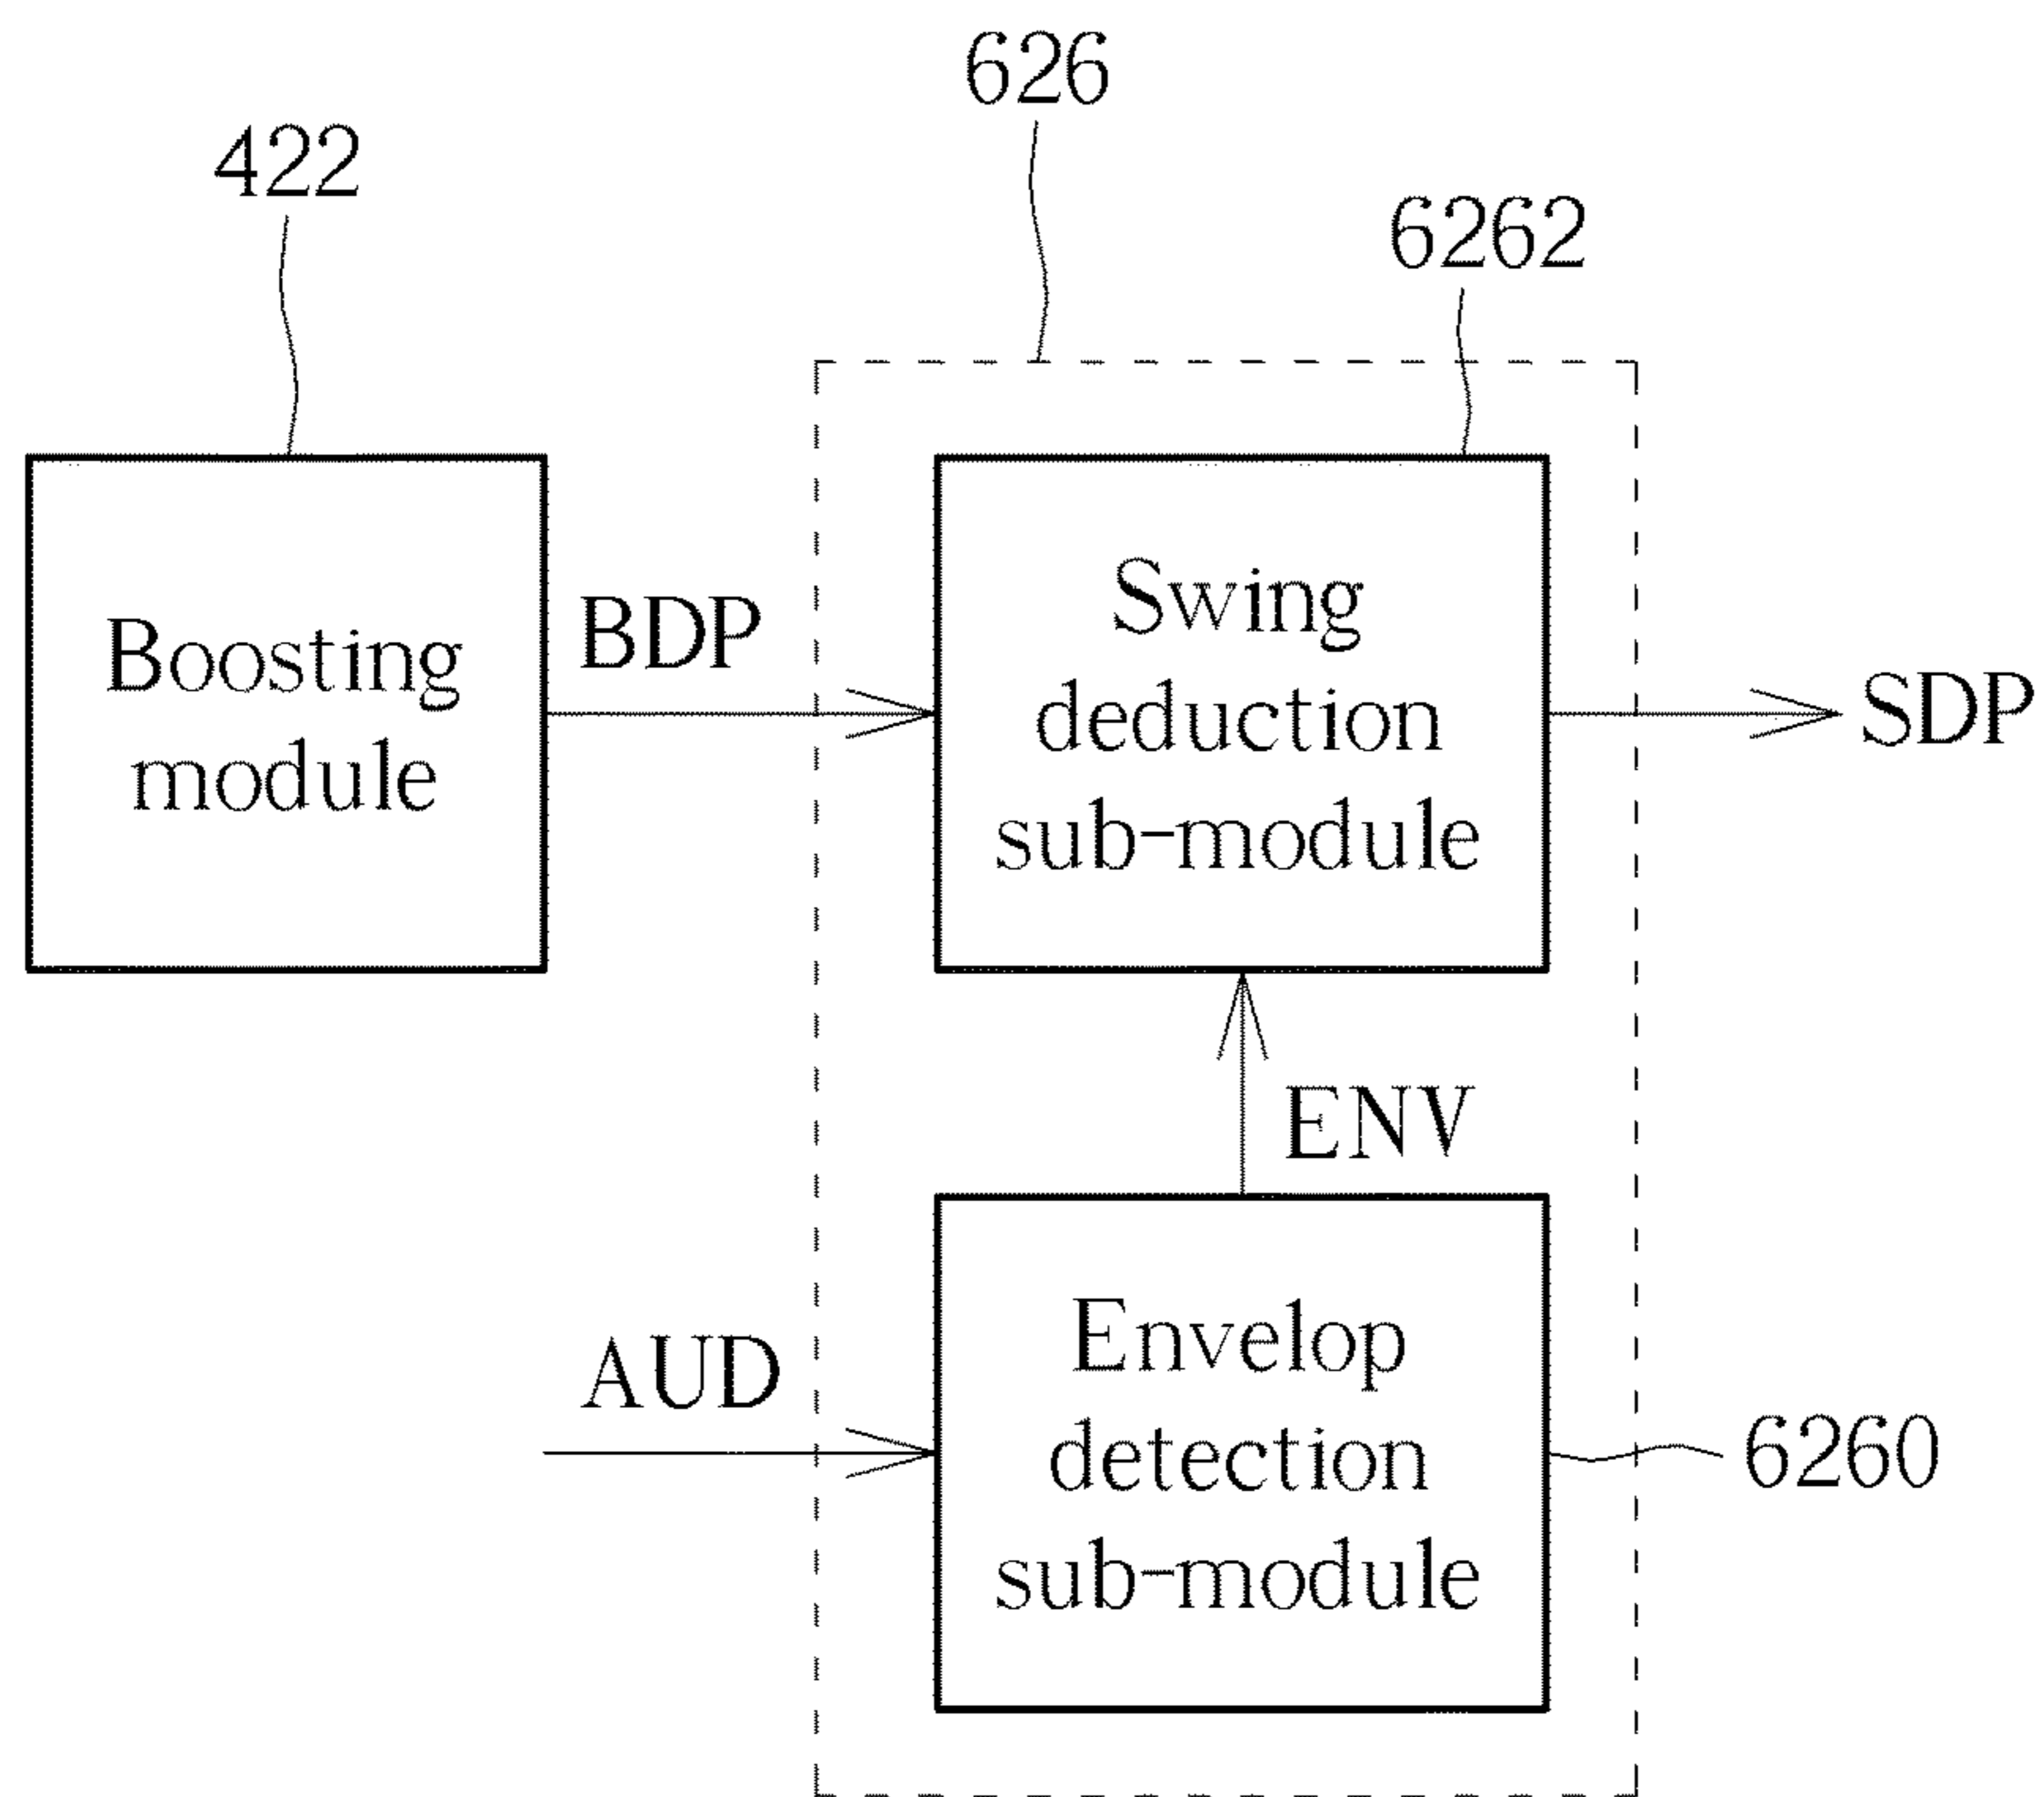 626
422
6262
Boosting
module
BDP
Swing
deduction
sub-module
SDP
ENV
AUD
Envelop
detection
sub-module
6260